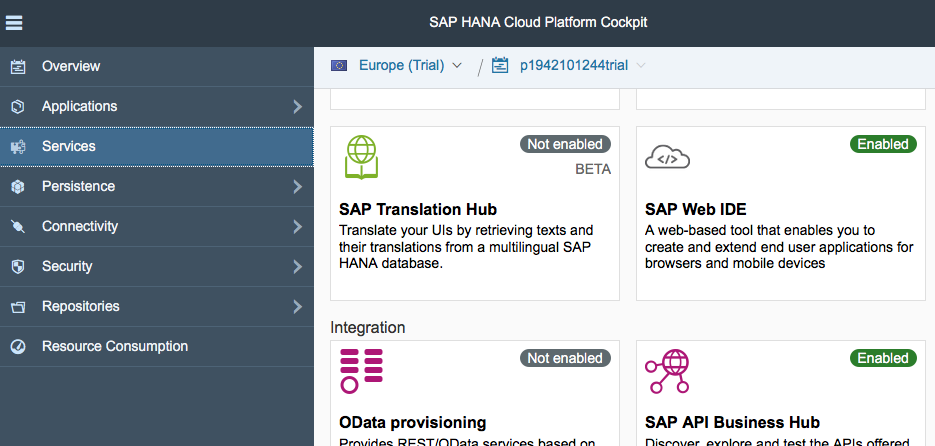 SAP HANA Cloud Platform Cockpit
Overview
Applications
Services
Persistence
Connectivity
Security
Repositories
Resource Consumption
Europe (Trial) / p1942101244trial
Not enabled
BETA
SAP Translation Hub
Translate your UIs by retrieving texts and
their translations from a multilingual SAP
HANA database.
Enabled
</>
SAP Web IDE
A web-based tool that enables you to
create and extend end user applications for
browsers and mobile devices
Integration
Not enabled
OData provisioning
Provides REST/OData services based on
Enabled
SAP API Business Hub
Discover, explore and test the APIs offered